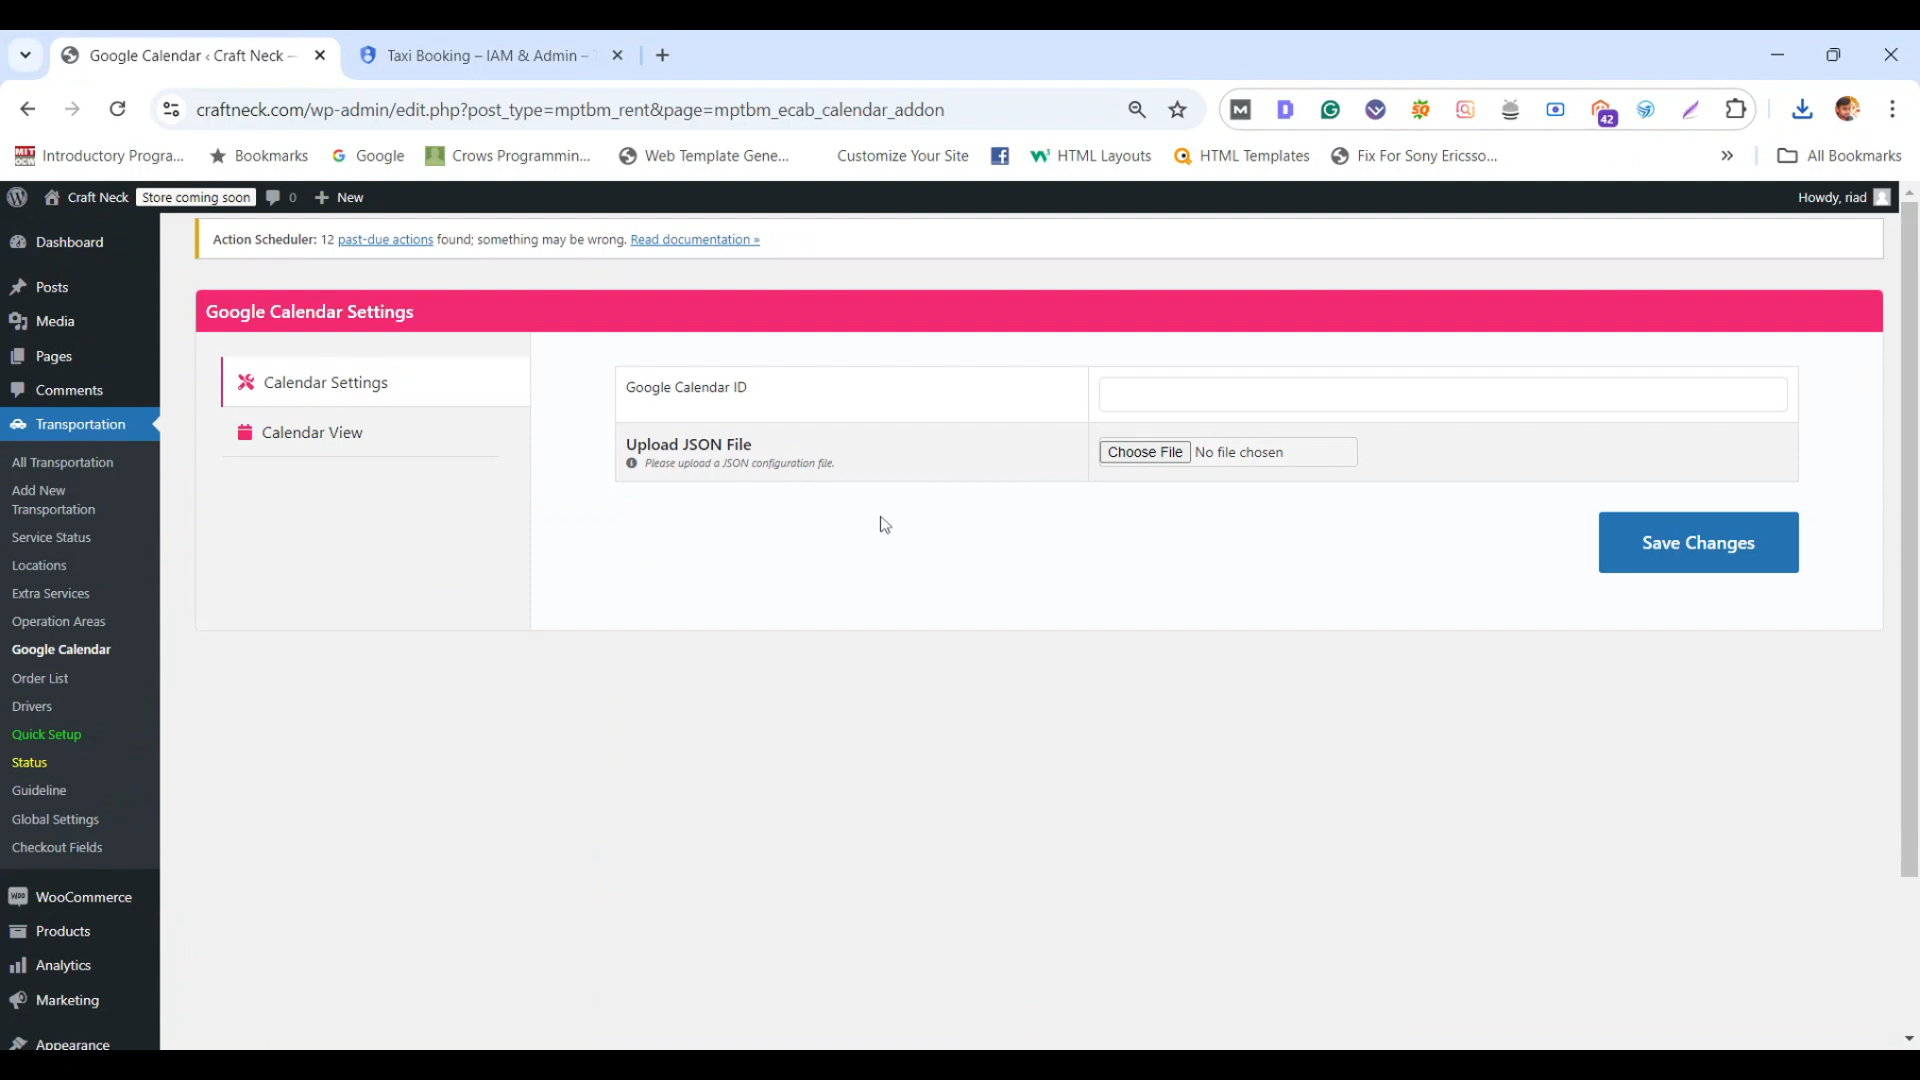 Google Calendar ‹ Craft Neck –
Taxi Booking – IAM & Admin –
craftneck.com/wp-admin/edit.php?post_type=mptbm_rent&page=mptbm_ecab_calendar_addon
42
MIT OCW
Introductory Progra...
Bookmarks
Google
Crows Programmin...
Web Template Gene...
Customize Your Site
HTML Layouts
HTML Templates
Fix For Sony Ericsso...
»
All Bookmarks
Craft Neck
Store coming soon
0
New
Howdy, riad
Dashboard
Posts
Media
Pages
Comments
Transportation
All Transportation
Add New
Transportation
Service Status
Locations
Extra Services
Operation Areas
Google Calendar
Order List
Drivers
Quick Setup
Status
Guideline
Global Settings
Checkout Fields
WooCommerce
Products
Analytics
Marketing
Appearance
Action Scheduler: 12 past-due actions found; something may be wrong. Read documentation »
Google Calendar Settings
Calendar Settings
Calendar View
Google Calendar ID
Upload JSON File
Please upload a JSON configuration file.
Choose File No file chosen
Save Changes